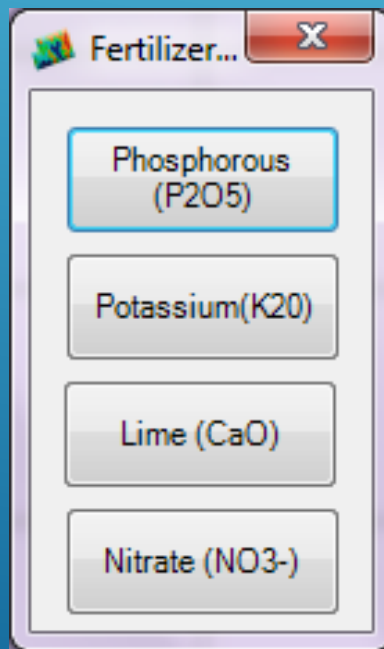 Fertilizer...
Phosphorous
(P2O5)
Potassium(K20)
Lime (CaO)
Nitrate (NO3-)